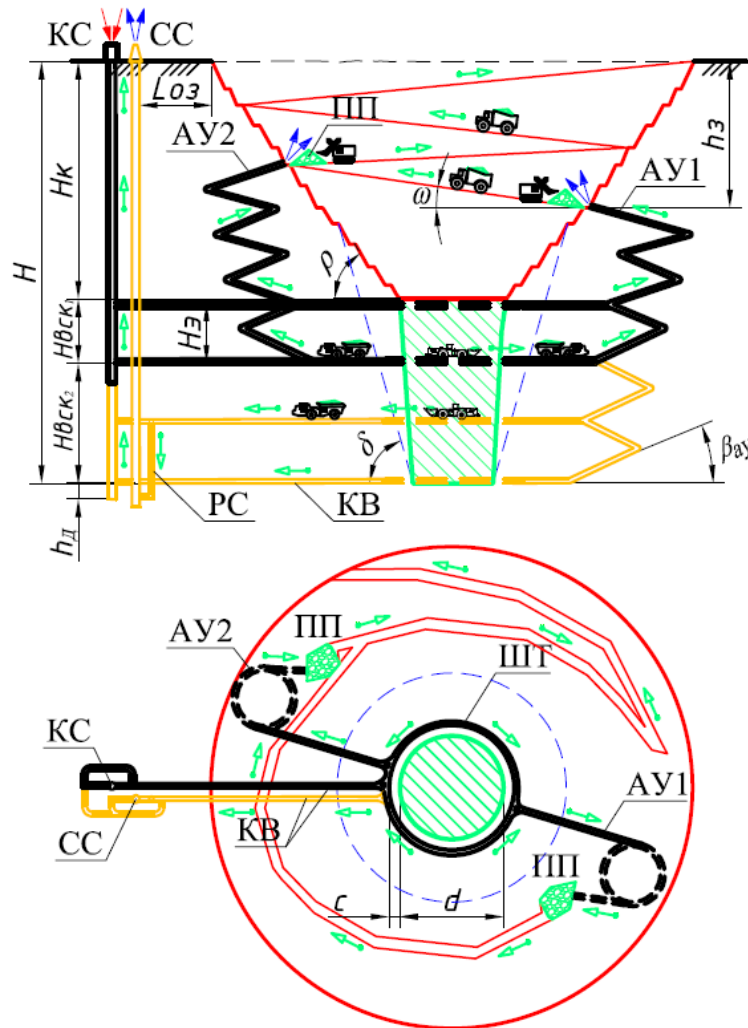 КС СС
Lоз
ПП
АУ2
hз
АУ1
Hк
ω
H
ρ
Hвск₁
Hэ
Hвск₂
δ
βау
РС
КВ
hд
АУ2
ПП
ШТ
КС
АУ1
СС
КВ
ПП
c
d